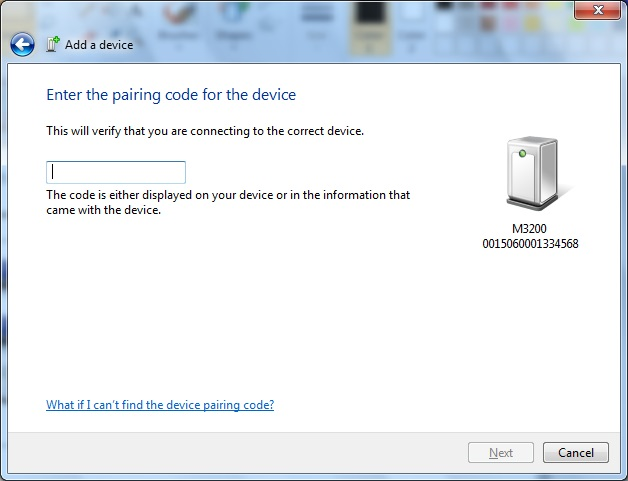 Add a device
Enter the pairing code for the device
This will verify that you are connecting to the correct device.
The code is either displayed on your device or in the information that
came with the device.
M3200
0015060001334568
What if I can't find the device pairing code?
Next
Cancel